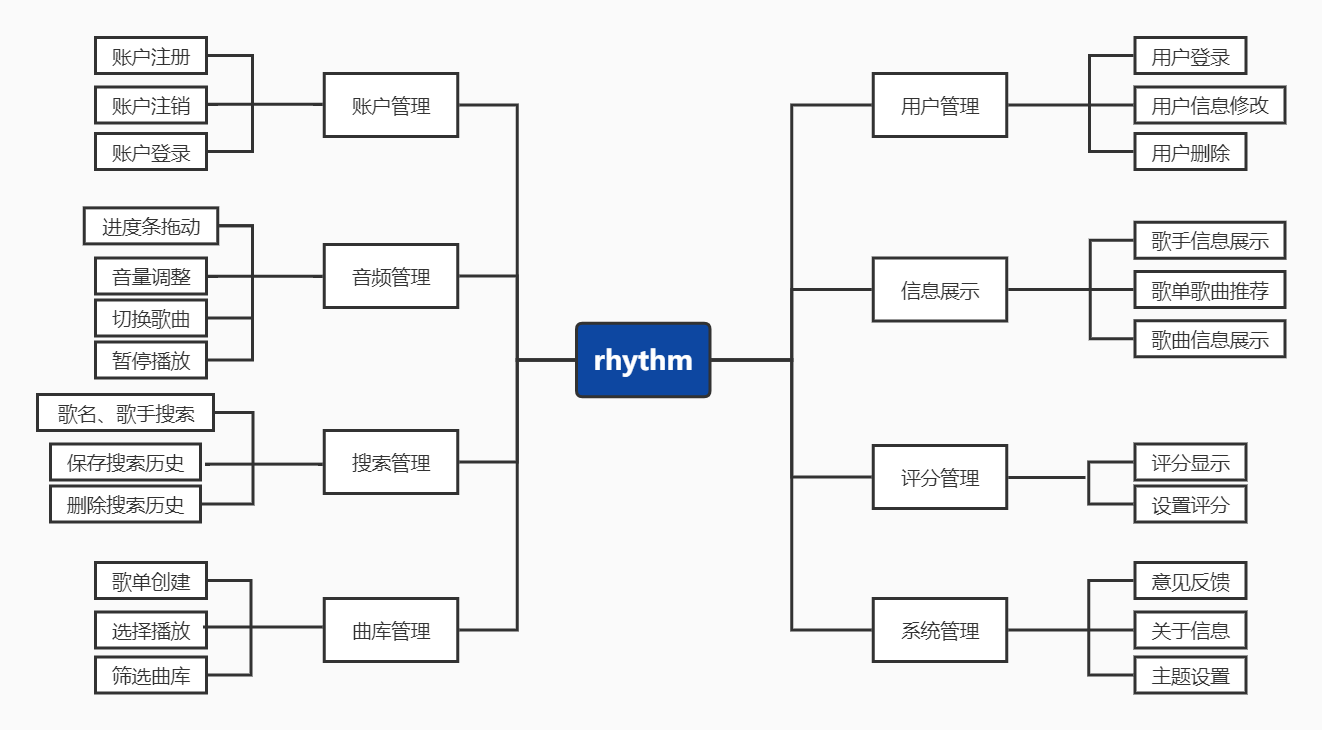 账户注册
账户注销
账户登录
账户管理
进度条拖动
音量调整
切换歌曲
暂停播放
音频管理
歌名、歌手搜索
保存搜索历史
删除搜索历史
搜索管理
歌单创建
选择播放
筛选曲库
曲库管理
rhythm
用户管理
用户登录
用户信息修改
用户删除
信息展示
歌手信息展示
歌单歌曲推荐
歌曲信息展示
评分管理
评分显示
设置评分
系统管理
意见反馈
关于信息
主题设置